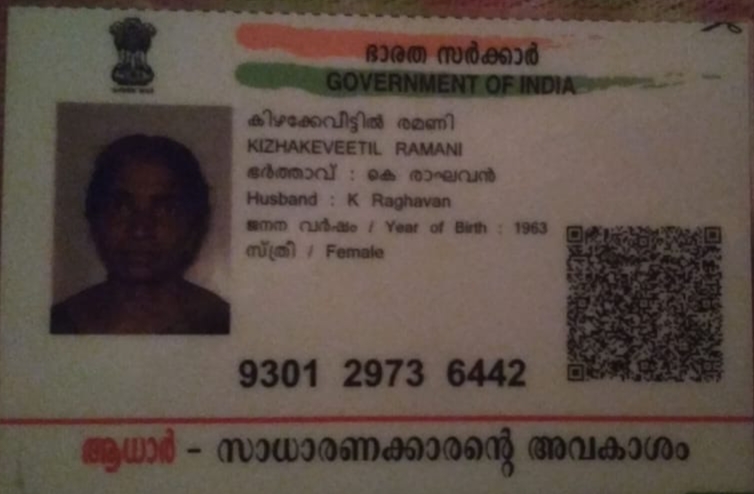 ഭാരത സർക്കാർ
GOVERNMENT OF INDIA
കിഴക്കേവീട്ടിൽ രമണി
KIZHAKEVEETIL RAMANI
ഭർത്താവ് : കെ രാഘവൻ
Husband : K Raghavan
ജനന വർഷം / Year of Birth : 1963
സ്ത്രീ / Female
9301 2973 6442
ആധാർ - സാധാരണക്കാരന്റെ അവകാശം